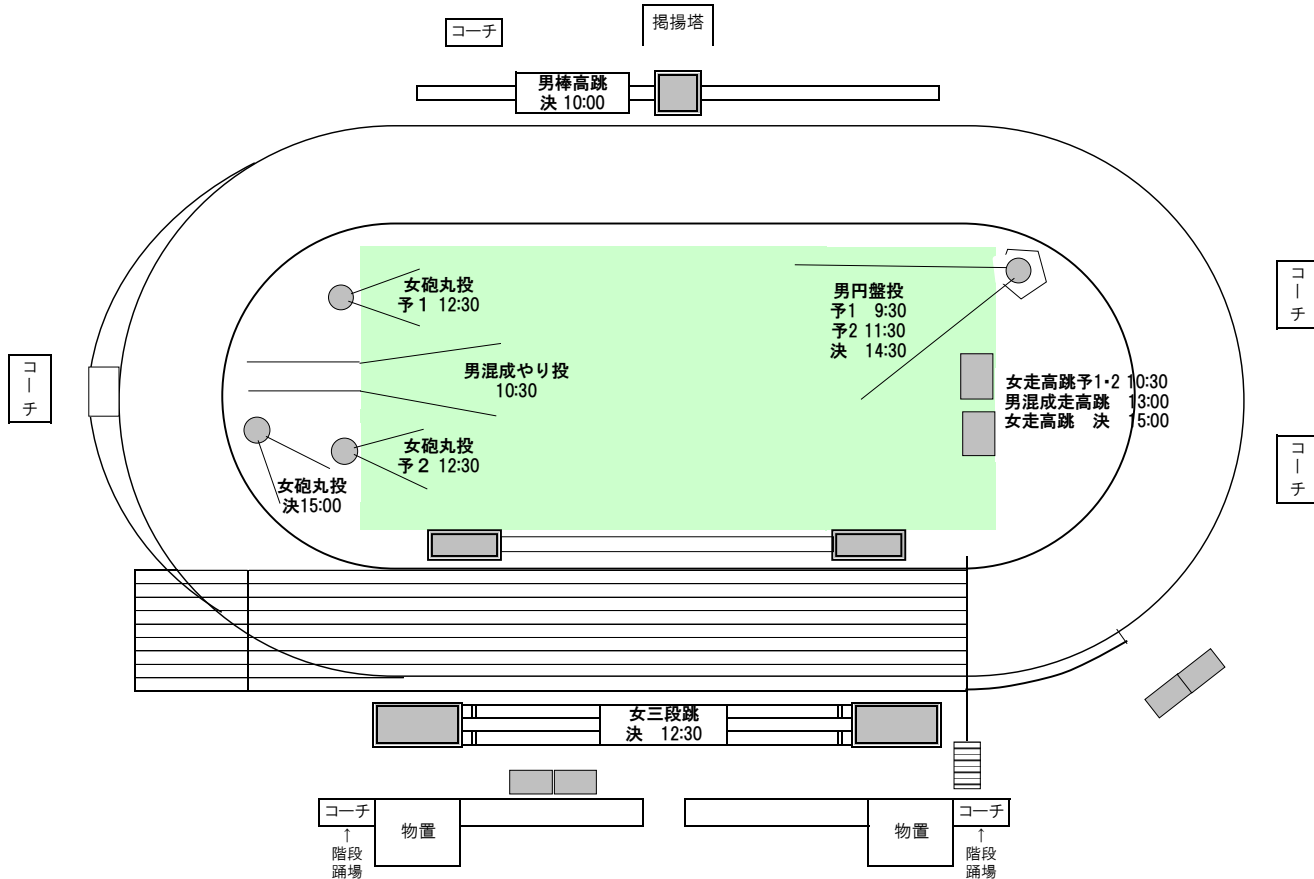 コーチ
掲揚塔
男棒高跳
決 10:00
女砲丸投
予１ 12:30
男円盤投
予1 9:30
予2 11:30
決 14:30
コーチ
コーチ
男混成やり投
10:30
女走高跳予1・2 10:30
男混成走高跳 13:00
女走高跳 決 15:00
女砲丸投
予２ 12:30
コーチ
女砲丸投
決15:00
女三段跳
決 12:30
コーチ
物置
↑
階段
踊場
物置
コーチ
↑
階段
踊場